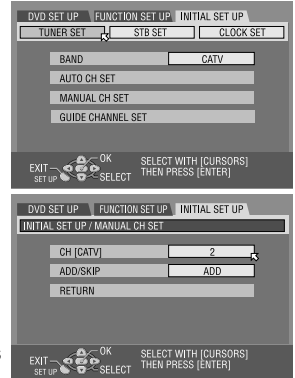 DVD SET UP FUNCTION SET UP INITIAL SET UP
TUNER SET STB SET CLOCK SET
BAND CATV
AUTO CH SET
MANUAL CH SET
GUIDE CHANNEL SET
OK
EXIT SELECT WITH [CURSORS]
SET UP SELECT THEN PRESS [ENTER]
DVD SET UP FUNCTION SET UP INITIAL SET UP
INITIAL SET UP / MANUAL CH SET
CH [CATV] 2
ADD/SKIP ADD
RETURN
OK
EXIT SELECT WITH [CURSORS]
SET UP SELECT THEN PRESS [ENTER]